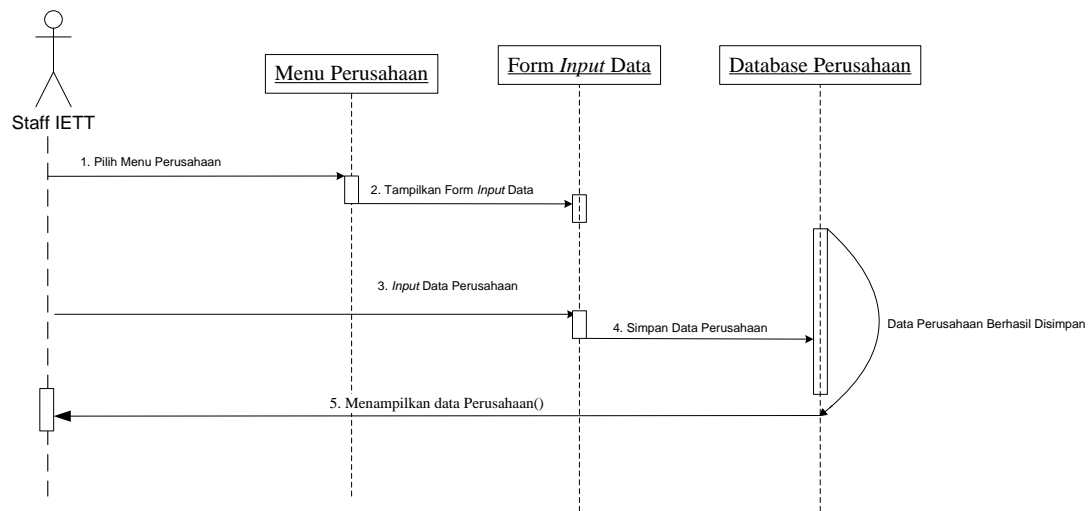 Menu Perusahaan
Form Input Data
Database Perusahaan
Staff IETT
1. Pilih Menu Perusahaan
2. Tampilkan Form Input Data
3. Input Data Perusahaan
4. Simpan Data Perusahaan
Data Perusahaan Berhasil Disimpan
5. Menampilkan data Perusahaan()